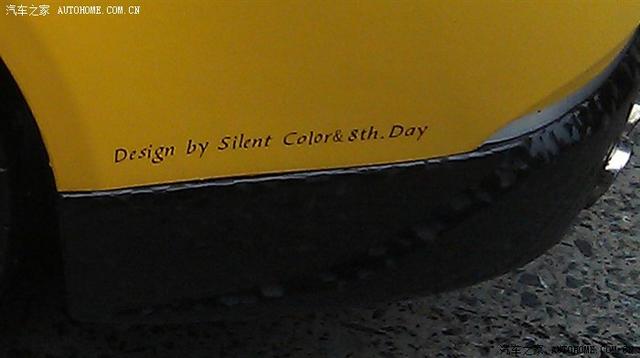 汽车之家 AUTOHOME.COM.CN
Design by Silent Color& 8th.Day
汽车之家 AUTOHOME.COM.CN